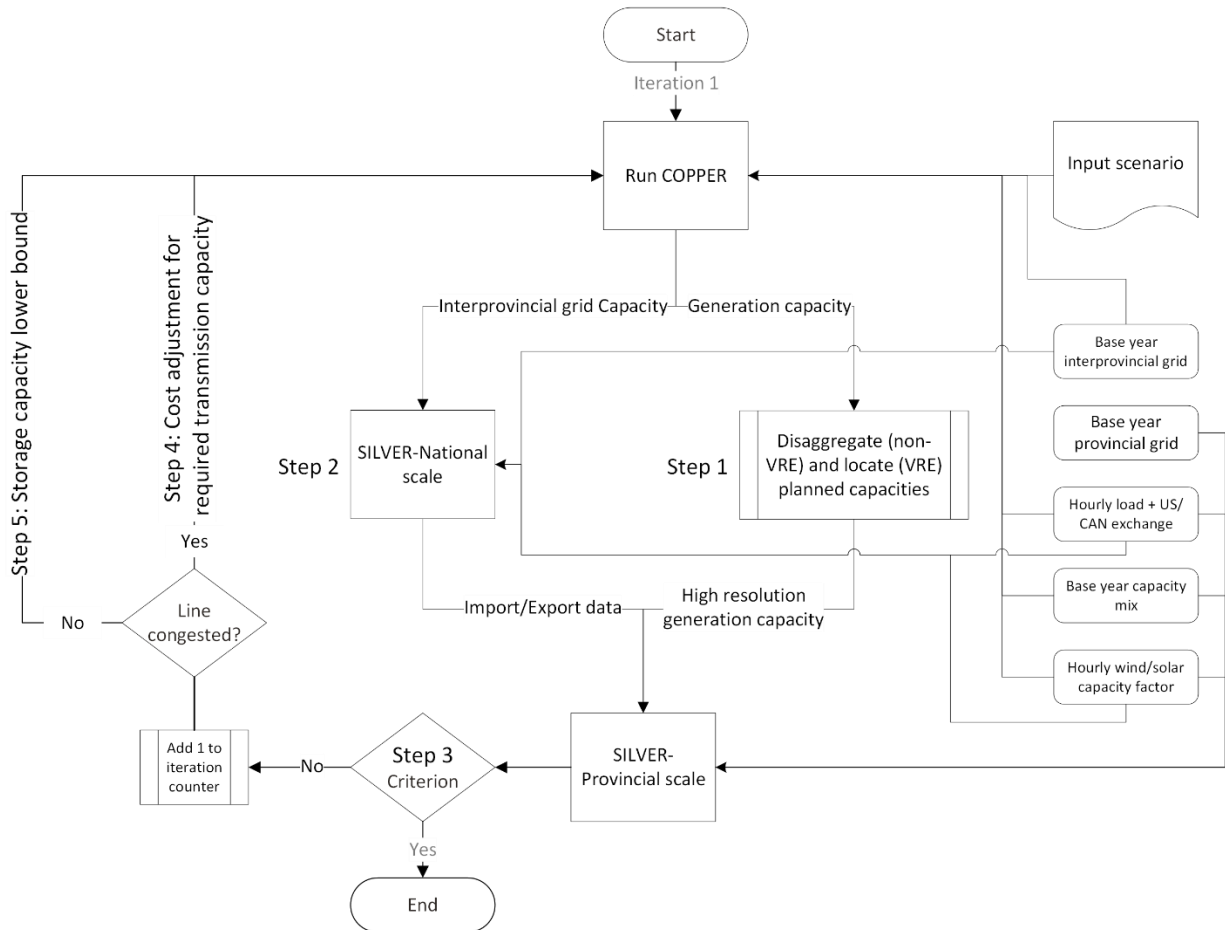 Start
Iteration 1
Run COPPER
Input scenario
Interprovincial grid Capacity
Generation capacity
Base year
interprovincial grid
Base year
provincial grid
Hourly load + US/
CAN exchange
Base year capacity
mix
Hourly wind/solar
capacity factor
Step 2
SILVER-National
scale
Step 1
Disaggregate (non-
VRE) and locate (VRE)
planned capacities
Import/Export data
High resolution
generation capacity
SILVER-
Provincial scale
Step 3
Criterion
Yes
End
No
Add 1 to
iteration
counter
Line
congested?
Yes
Step 4: Cost adjustment for
required transmission capacity
No
Step 5: Storage capacity lower bound